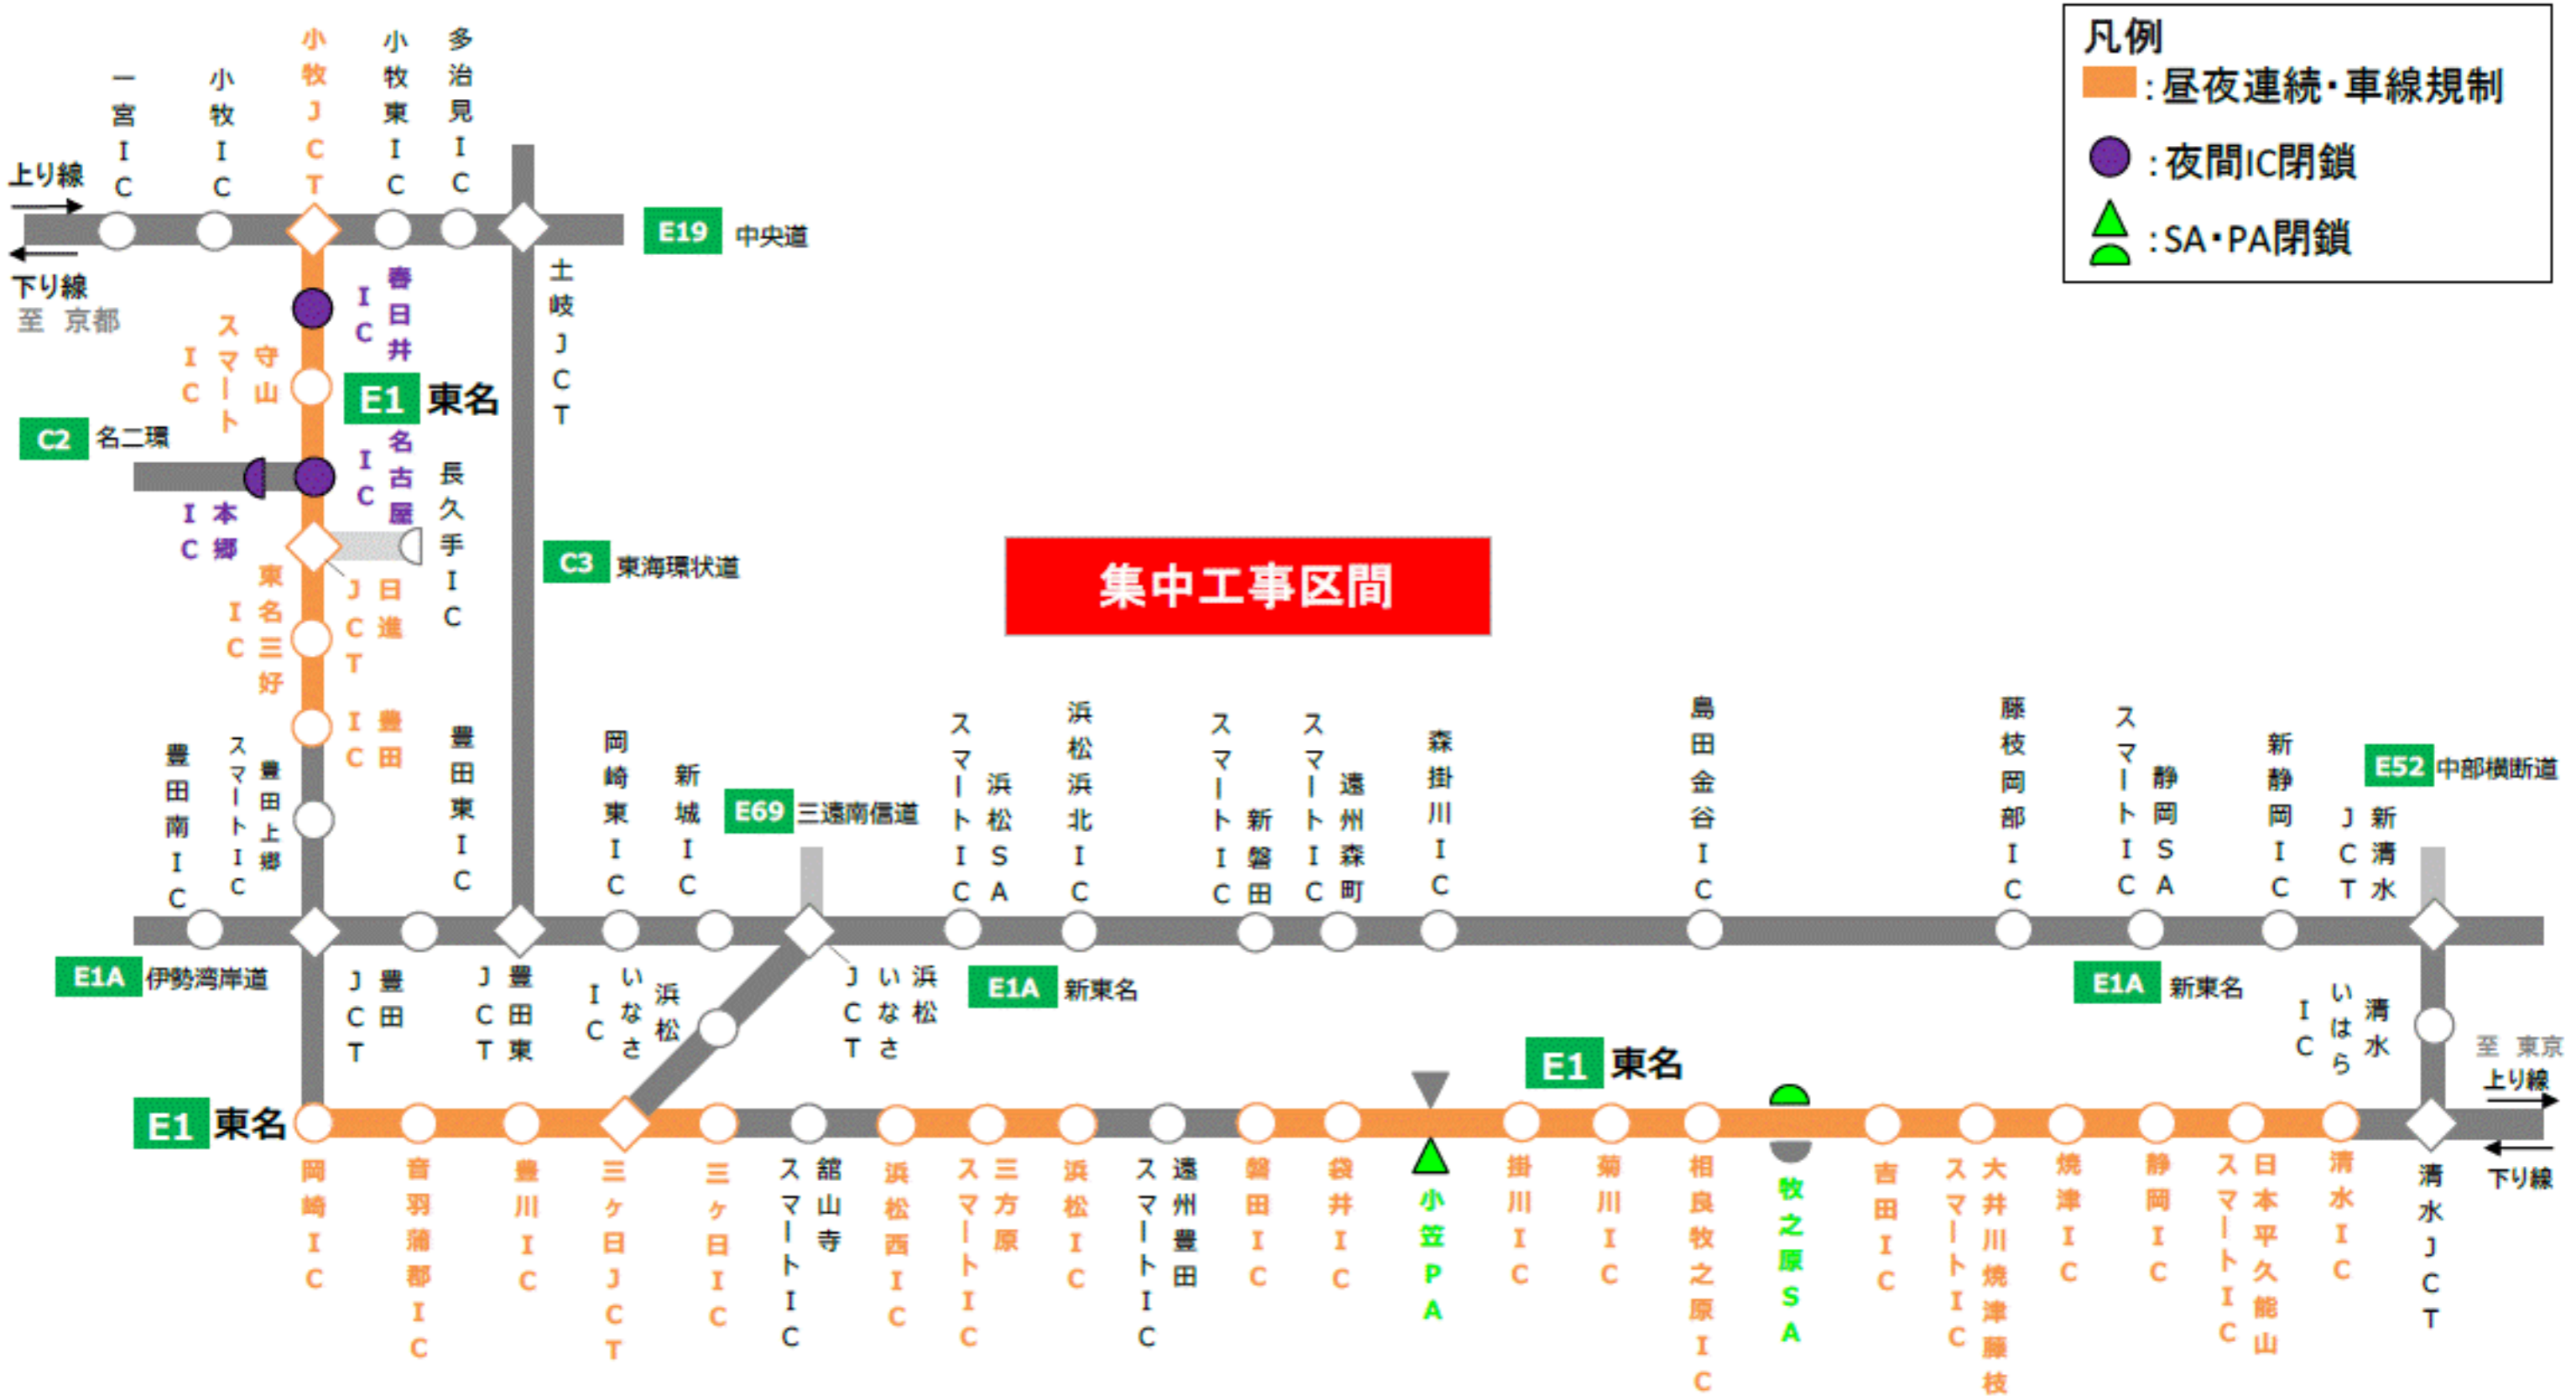 凡例
：昼夜連続・車線規制
：夜間IC閉鎖
：SA・PA閉鎖
一宮IC
小牧IC
小牧JCT
小牧東IC
多治見IC
上り線
下り線
至 京都
E19 中央道
土岐JCT
春日井IC
守山スマートIC
E1 東名
C2 名二環
名古屋IC
本郷IC
長久手IC
日進JCT
東名三好IC
C3 東海環状道
集中工事区間
豊田IC
豊田南IC
豊田上郷スマートIC
豊田東IC
岡崎東IC
新城IC
E69 三遠南信道
浜松SAスマートIC
浜松浜北IC
新磐田スマートIC
遠州森町スマートIC
森掛川IC
島田金谷IC
藤枝岡部IC
静岡SAスマートIC
新静岡IC
新清水JCT
E52 中部横断道
E1A 伊勢湾岸道
豊田JCT
豊田東JCT
浜松いなさIC
浜松いなさJCT
E1A 新東名
E1A 新東名
清水いはらIC
至 東京
上り線
下り線
E1 東名
E1 東名
岡崎IC
音羽蒲郡IC
豊川IC
三ヶ日JCT
三ヶ日IC
舘山寺スマートIC
浜松西IC
三方原スマートIC
浜松IC
遠州豊田スマートIC
磐田IC
袋井IC
小笠PA
掛川IC
菊川IC
相良牧之原IC
牧之原SA
吉田IC
大井川焼津藤枝スマートIC
焼津IC
静岡IC
日本平久能山スマートIC
清水IC
清水JCT